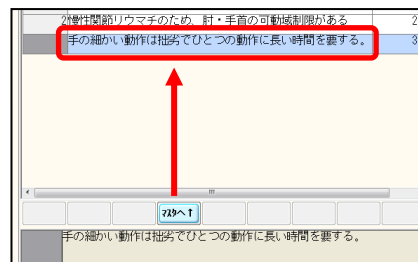 2慢性関節リウマチのため、肘・手首の可動域制限がある 2
手の細かい動作は拙劣でひとつの動作に長い時間を要する。 3
ﾏｽﾀへ↑
手の細かい動作は拙劣でひとつの動作に長い時間を要する。